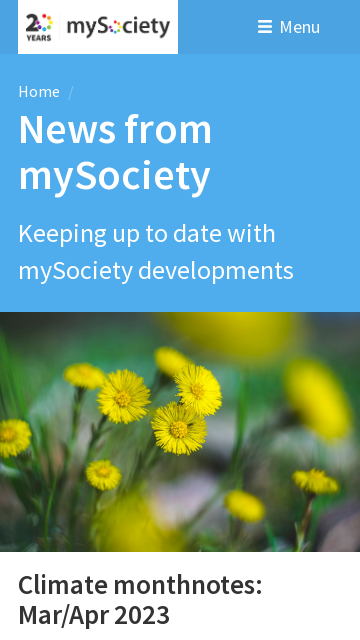 20 YEARS mySociety
Menu
Home /
News from
mySociety
Keeping up to date with
mySociety developments
Climate monthnotes:
Mar/Apr 2023